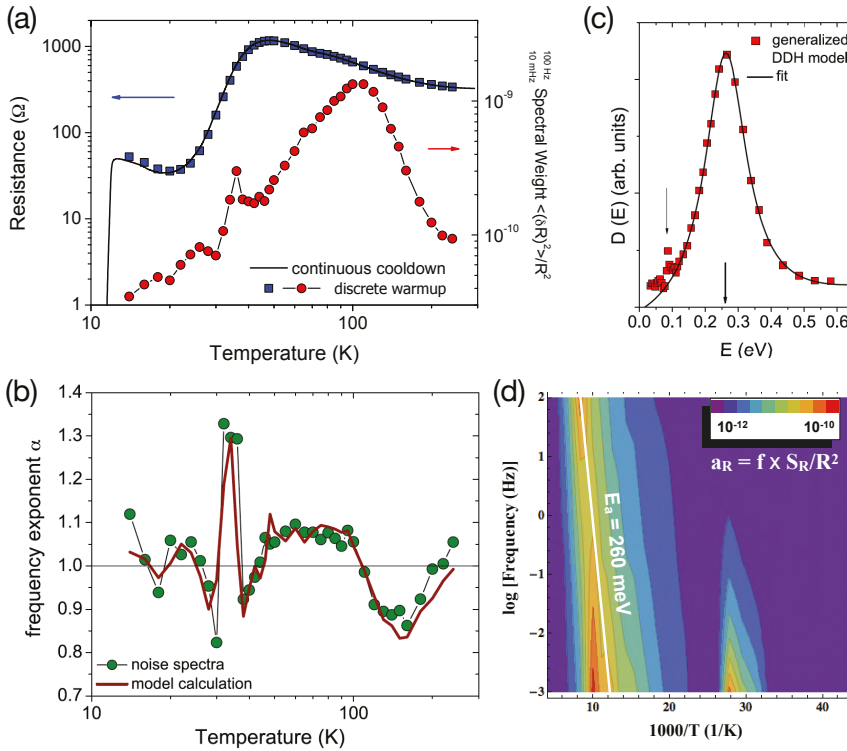 (a)
1000
100
10
1
Resistance (Ω)
10
100
Temperature (K)
10⁻⁹
10⁻¹⁰
100 Hz
10 mHz Spectral Weight <(δR)²>/R²
continuous cooldown
discrete warmup
(b)
1.4
1.3
1.2
1.1
1.0
0.9
0.8
0.7
frequency exponent α
noise spectra
model calculation
10
100
Temperature (K)
(c)
generalized
DDH model
fit
D (E) (arb. units)
0.0 0.1 0.2 0.3 0.4 0.5 0.6
E (eV)
(d)
2
1
0
-1
-2
-3
log [Frequency (Hz)]
10⁻¹² 10⁻¹⁰
a_R = f x S_R/R²
E_a = 260 meV
10 20 30 40
1000/T (1/K)